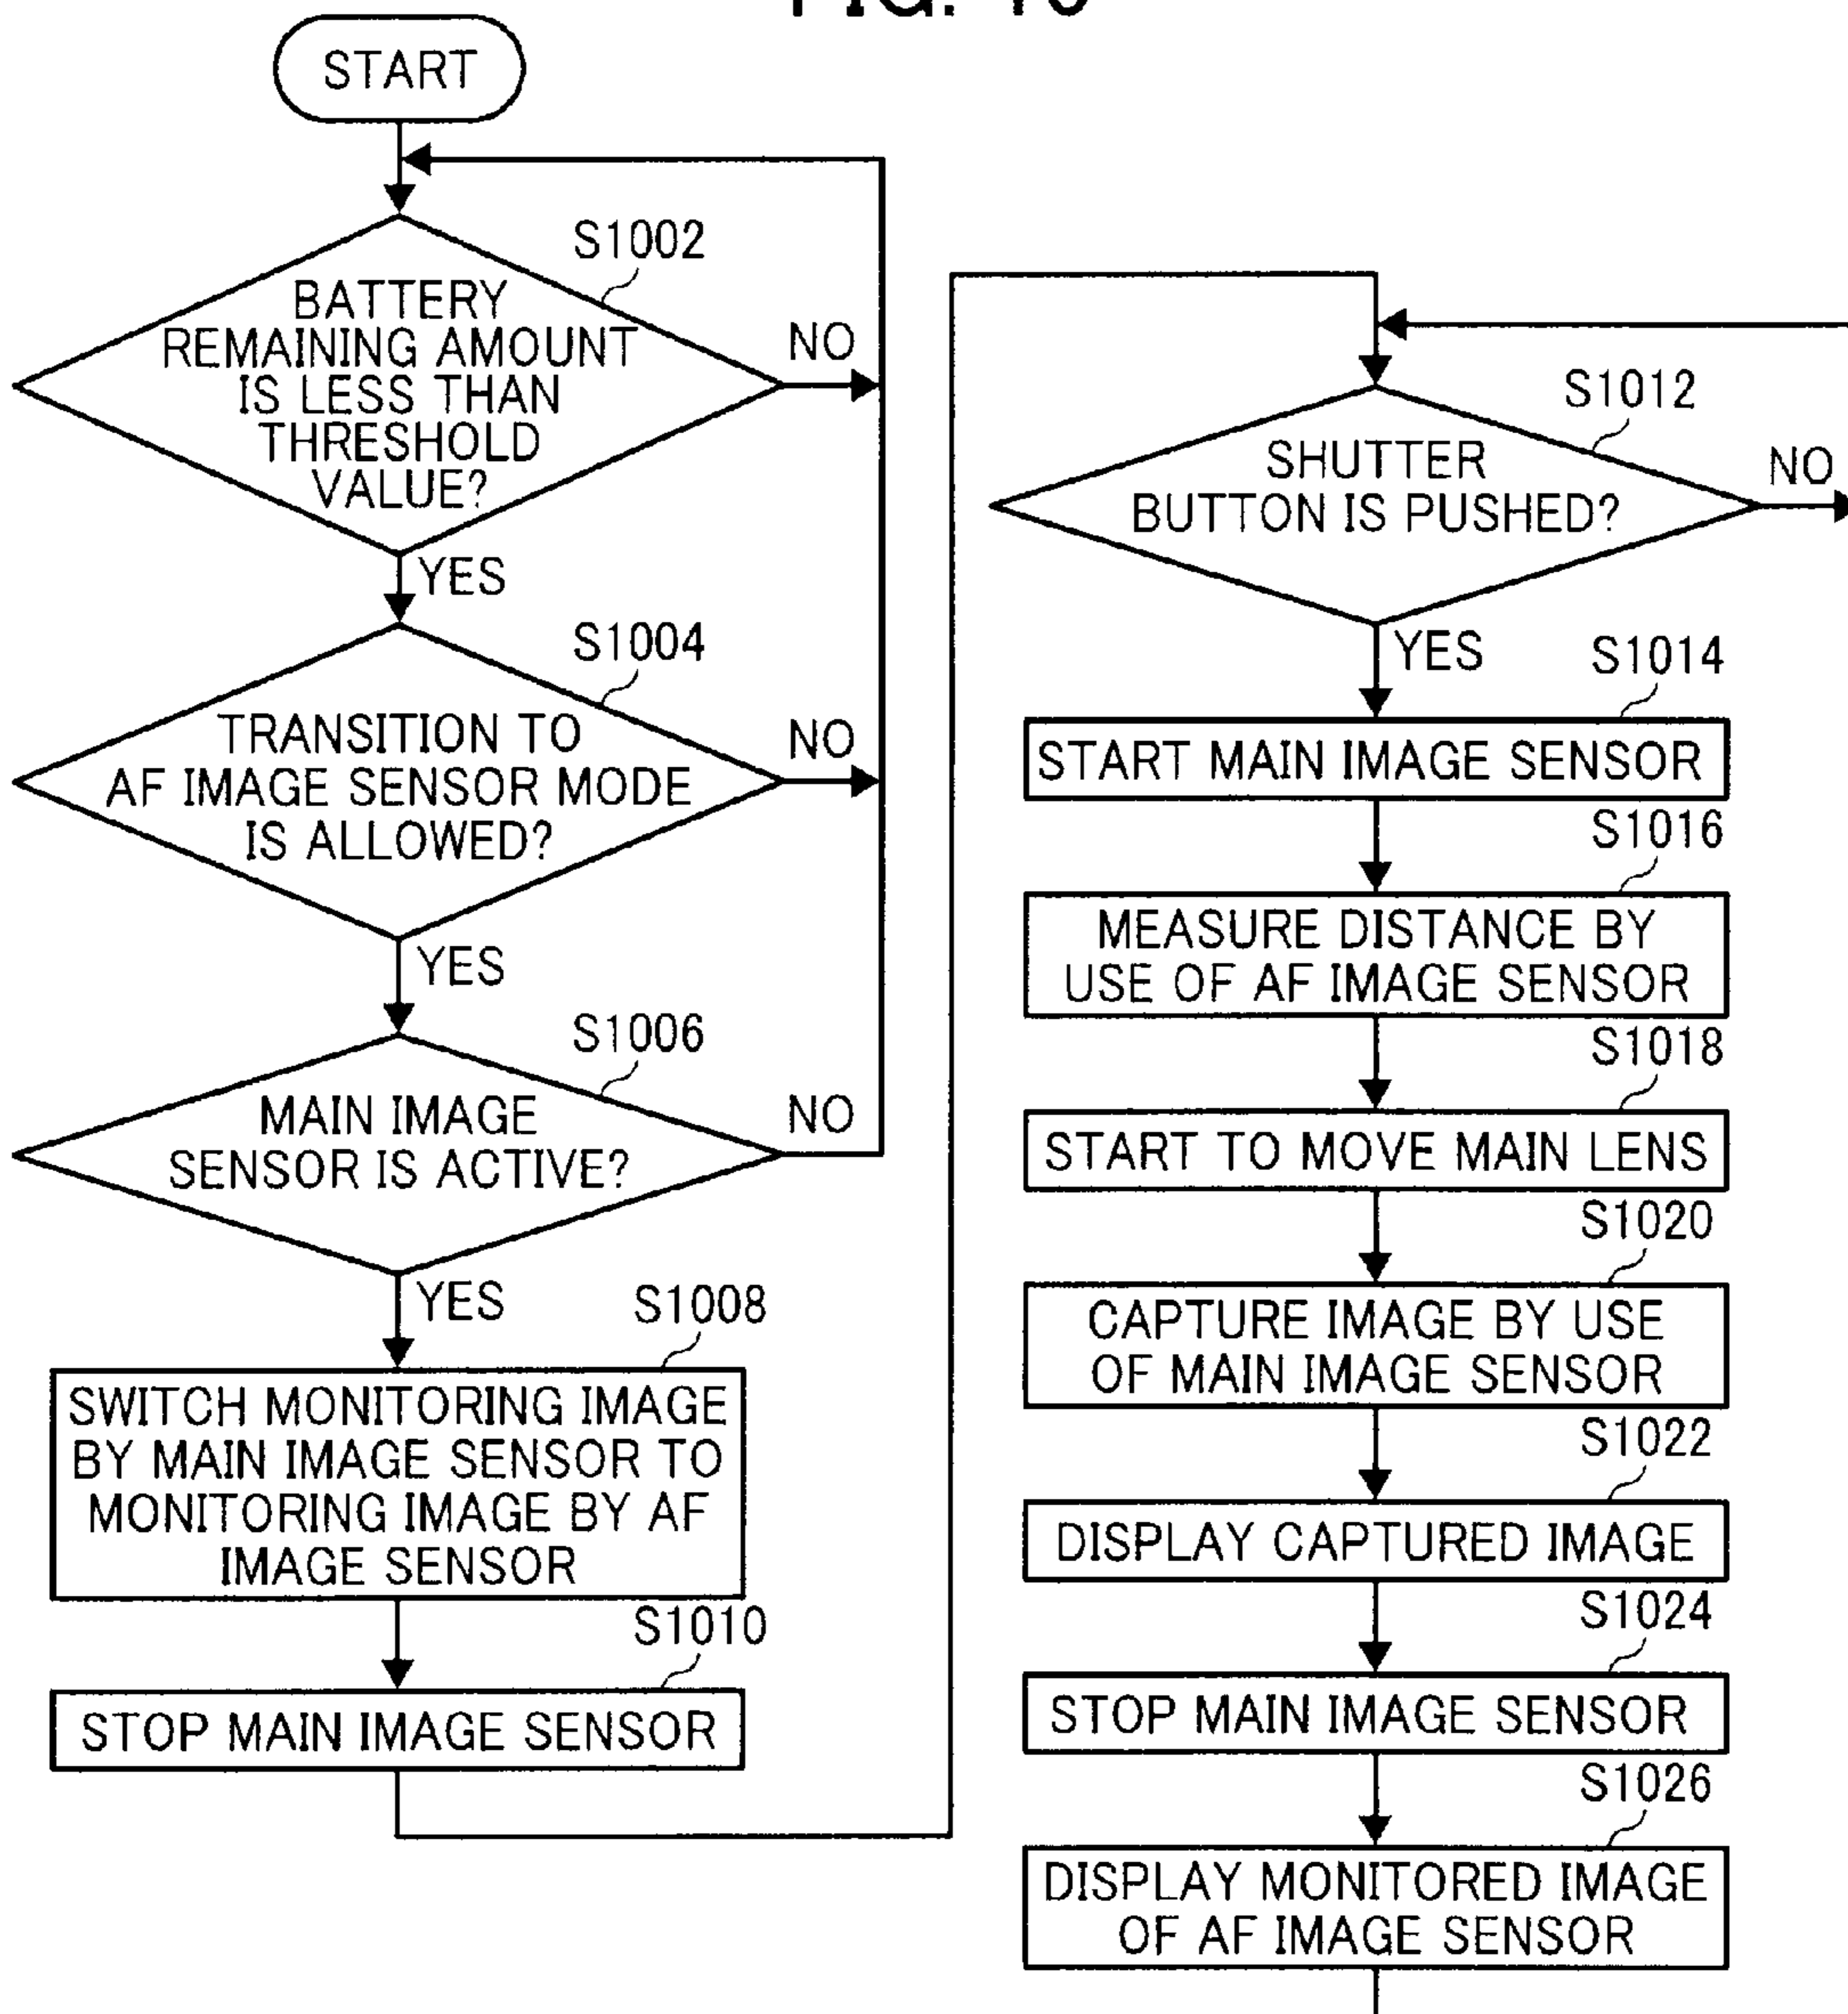 START
S1002
BATTERY
REMAINING AMOUNT
IS LESS THAN
THRESHOLD
VALUE?
NO
YES
S1004
TRANSITION TO
AF IMAGE SENSOR MODE
IS ALLOWED?
NO
YES
S1006
MAIN IMAGE
SENSOR IS ACTIVE?
NO
YES
S1008
SWITCH MONITORING IMAGE
BY MAIN IMAGE SENSOR TO
MONITORING IMAGE BY AF
IMAGE SENSOR
S1010
STOP MAIN IMAGE SENSOR
S1012
SHUTTER
BUTTON IS PUSHED?
NO
YES
S1014
START MAIN IMAGE SENSOR
S1016
MEASURE DISTANCE BY
USE OF AF IMAGE SENSOR
S1018
START TO MOVE MAIN LENS
S1020
CAPTURE IMAGE BY USE
OF MAIN IMAGE SENSOR
S1022
DISPLAY CAPTURED IMAGE
S1024
STOP MAIN IMAGE SENSOR
S1026
DISPLAY MONITORED IMAGE
OF AF IMAGE SENSOR